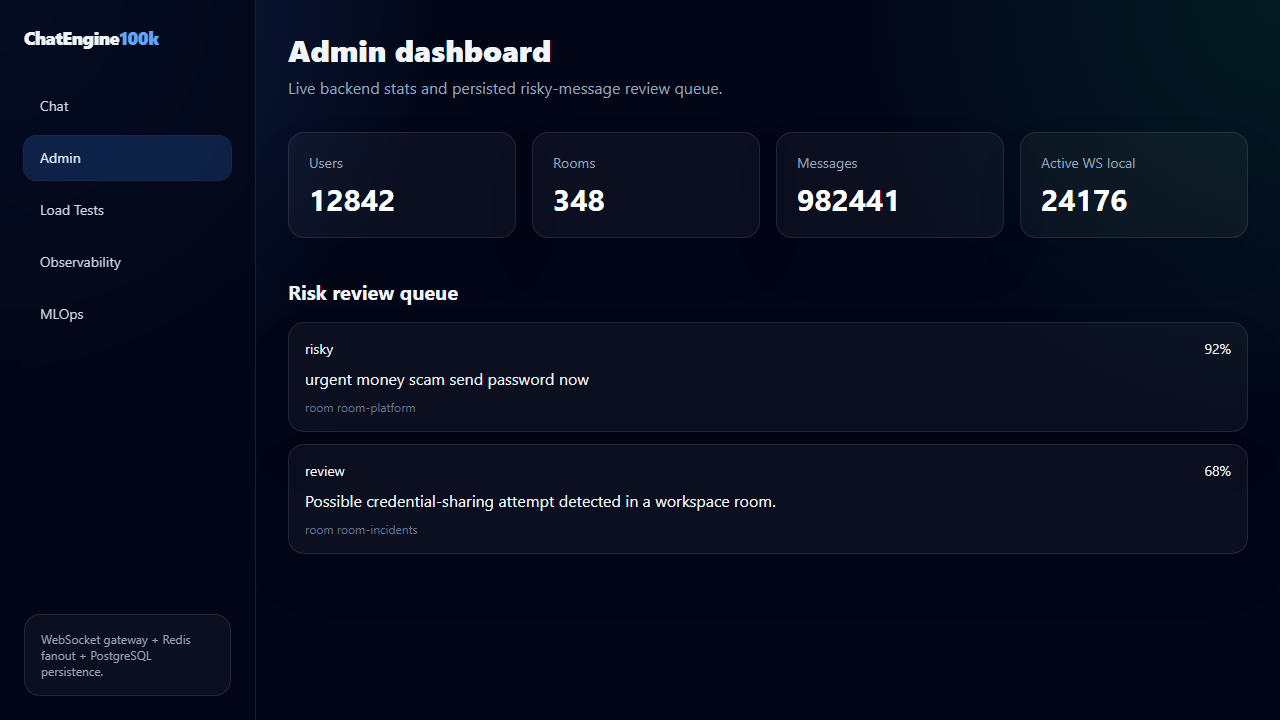 ChatEngine100k
Chat
Admin
Load Tests
Observability
MLOps
WebSocket gateway + Redis
fanout + PostgreSQL
persistence.
Admin dashboard
Live backend stats and persisted risky-message review queue.
Users
12842
Rooms
348
Messages
982441
Active WS local
24176
Risk review queue
risky 92%
urgent money scam send password now
room room-platform
review 68%
Possible credential-sharing attempt detected in a workspace room.
room room-incidents